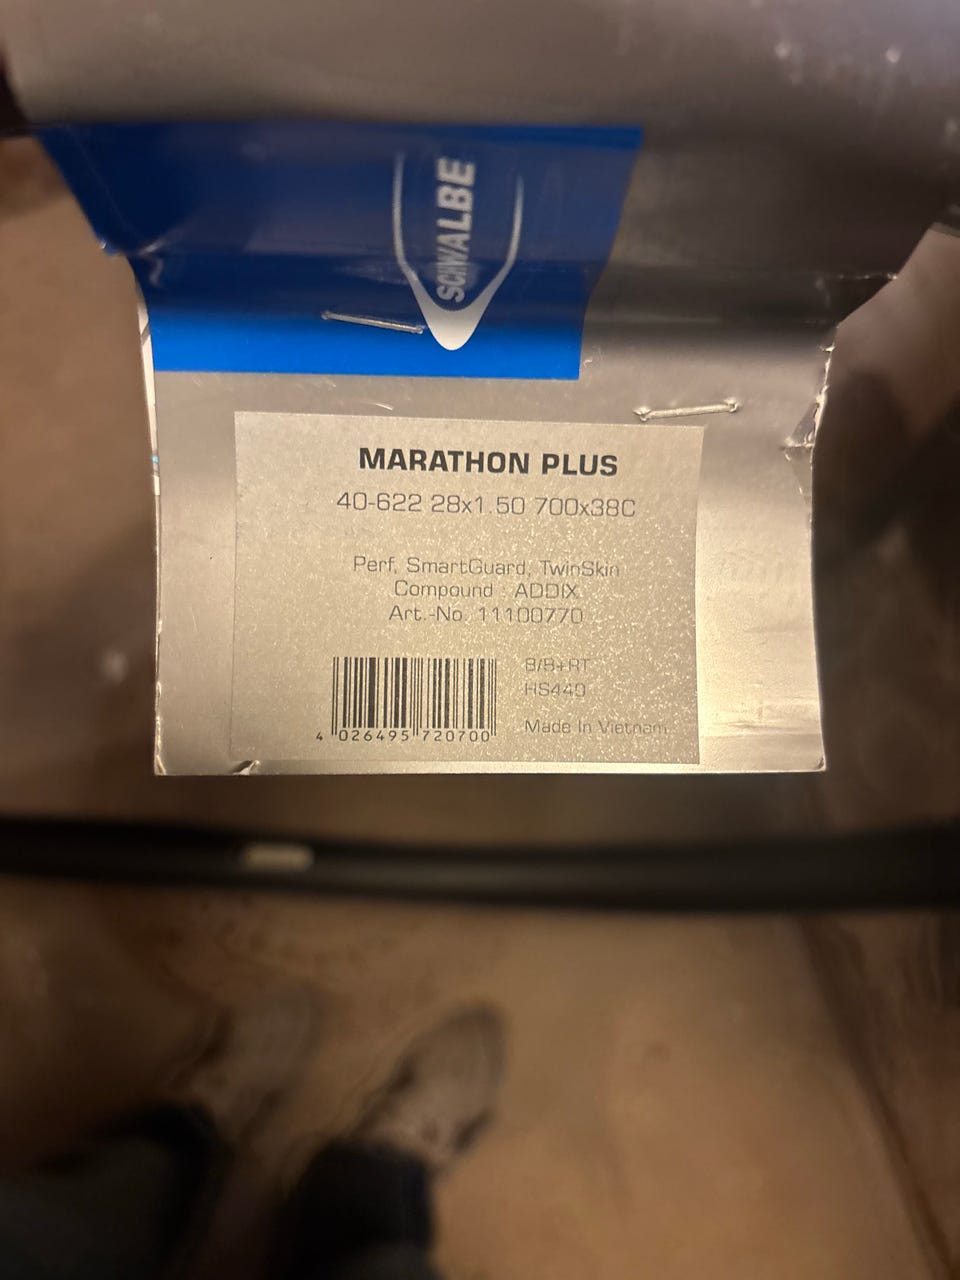 SCHWALBE
MARATHON PLUS
40-622 28x1.50 700x38C
Perf, SmartGuard, TwinSkin
Compound : ADDIX
Art.-No. 11100770
B/B+RT
HS440
Made In Vietnam
4 026495 720700